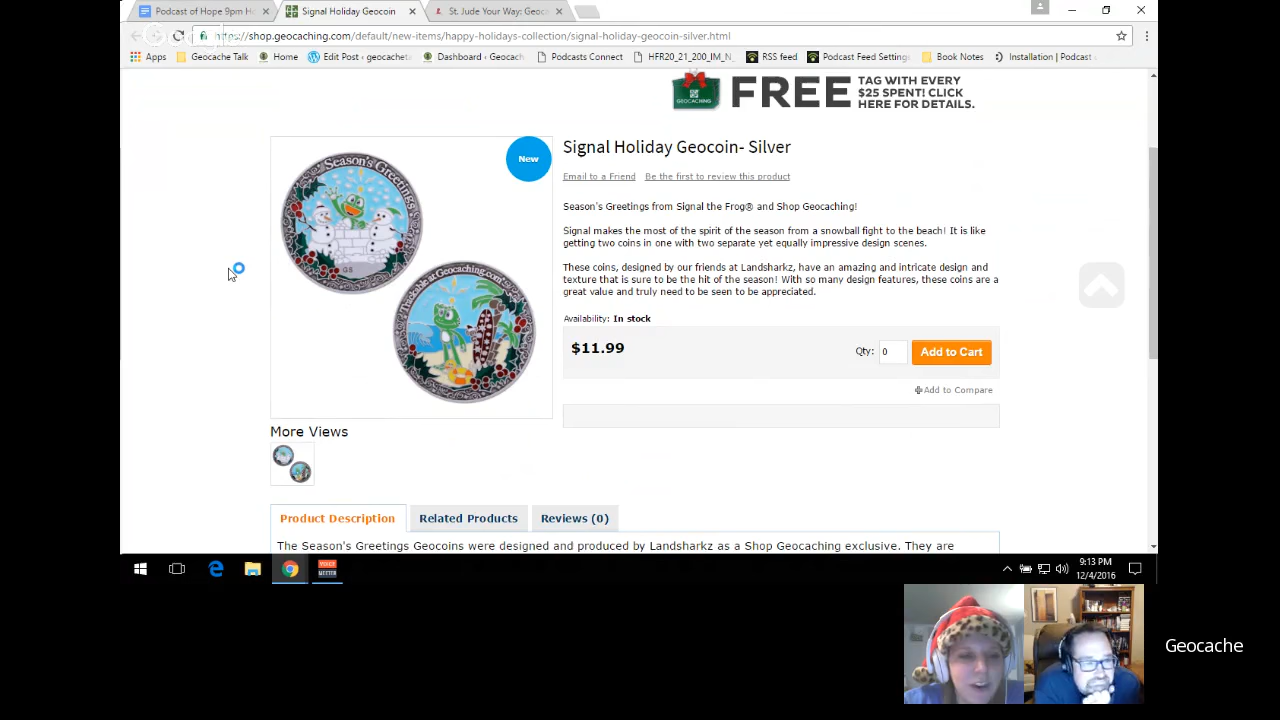 Podcast of Hope 9pm H
Signal Holiday Geocoin
St. Jude Your Way: Geoc
https://shop.geocaching.com/default/new-items/happy-holidays-collection/signal-holiday-geocoin-silver.html
Apps
Geocache Talk
Home
Edit Post ‹ geocacheta
Dashboard ‹ Geocach
Podcasts Connect
HFR20_21_200_IM_N
RSS feed
Podcast Feed Settings
Book Notes
Installation | Podcast
GEOCACHING
FREE
TAG WITH EVERY
$25 SPENT! CLICK
HERE FOR DETAILS.
Season's Greetings
GS
Trackable at Geocaching.com
New
Signal Holiday Geocoin- Silver
Email to a Friend
Be the first to review this product
Season's Greetings from Signal the Frog® and Shop Geocaching!
Signal makes the most of the spirit of the season from a snowball fight to the beach! It is like
getting two coins in one with two separate yet equally impressive design scenes.
These coins, designed by our friends at Landsharkz, have an amazing and intricate design and
texture that is sure to be the hit of the season! With so many design features, these coins are a
great value and truly need to be seen to be appreciated.
Availability: In stock
$11.99
Qty: 0
Add to Cart
Add to Compare
More Views
Product Description
Related Products
Reviews (0)
The Season's Greetings Geocoins were designed and produced by Landsharkz as a Shop Geocaching exclusive. They are
9:13 PM
12/4/2016
Geocache